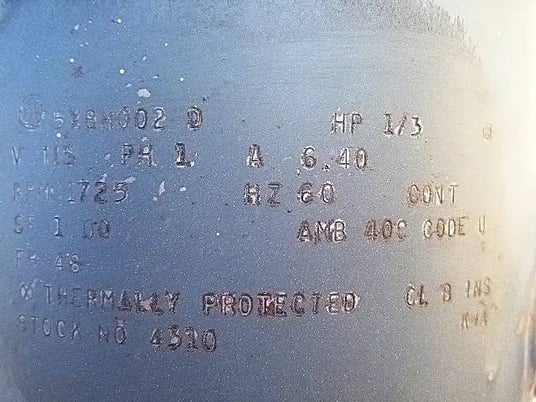 5KBM002 D HP 1/3
V 115 PH 1 A 6.40
RPM 1725 HZ 60 CONT
SF 1.00 AMB 40C CODE U
FR 48
THERMALLY PROTECTED CL B INS
STOCK NO 4310